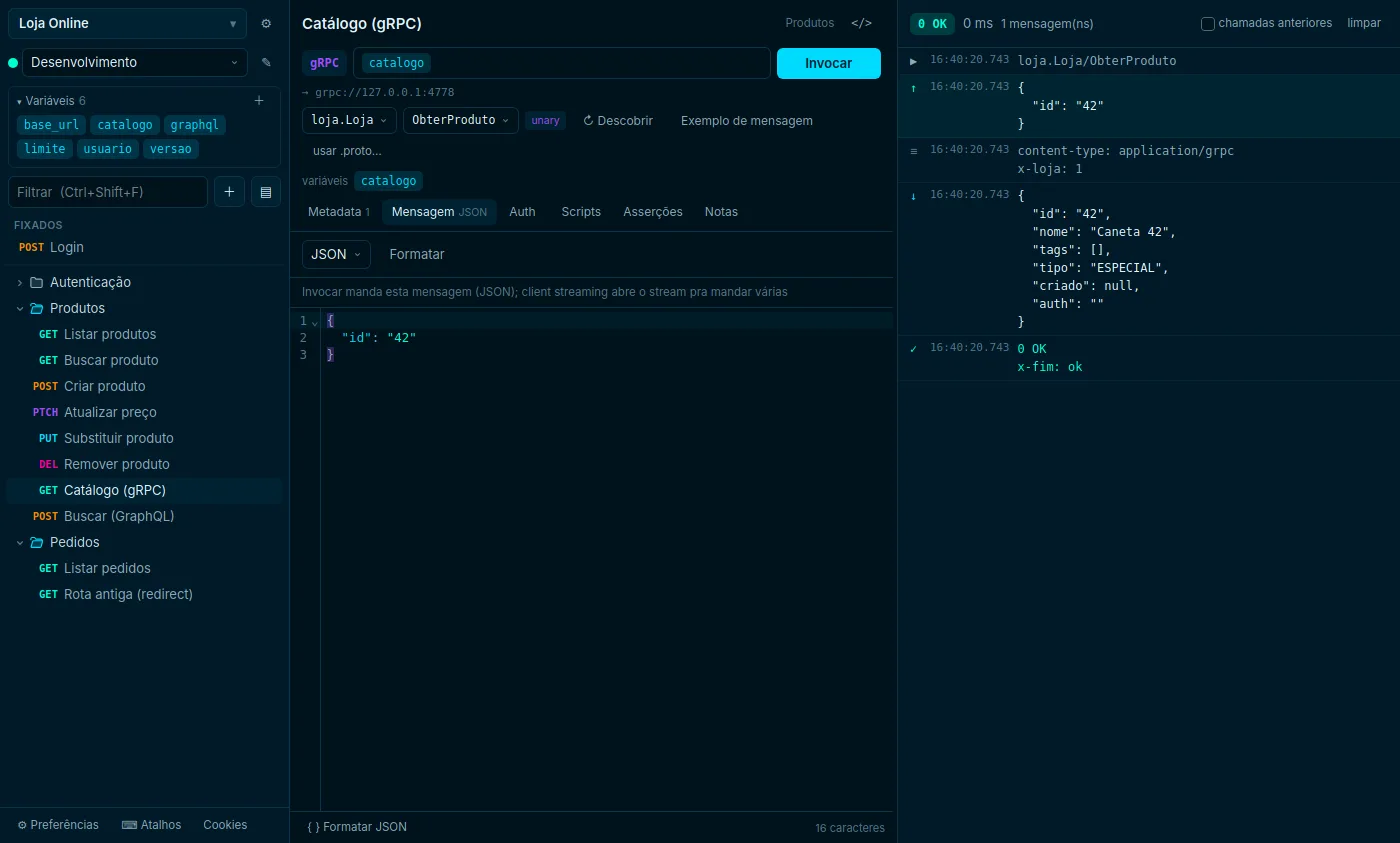 Loja Online
Desenvolvimento
Variáveis 6
base_url catalogo graphql
limite usuario versao
Filtrar (Ctrl+Shift+F)
FIXADOS
POST Login
Autenticação
Produtos
GET Listar produtos
GET Buscar produto
POST Criar produto
PTCH Atualizar preço
PUT Substituir produto
DEL Remover produto
GET Catálogo (gRPC)
POST Buscar (GraphQL)
Pedidos
GET Listar pedidos
GET Rota antiga (redirect)
Preferências Atalhos Cookies
Catálogo (gRPC) Produtos </>
gRPC catalogo Invocar
→ grpc://127.0.0.1:4778
loja.Loja ObterProduto unary Descobrir Exemplo de mensagem
usar .proto...
variáveis catalogo
Metadata 1 Mensagem JSON Auth Scripts Asserções Notas
JSON Formatar
Invocar manda esta mensagem (JSON); client streaming abre o stream pra mandar várias
1 {
2 "id": "42"
3 }
{ } Formatar JSON 16 caracteres
0 OK 0 ms 1 mensagem(ns) chamadas anteriores limpar
▶ 16:40:20.743 loja.Loja/ObterProduto
↑ 16:40:20.743 {
"id": "42"
}
≡ 16:40:20.743 content-type: application/grpc
x-loja: 1
↓ 16:40:20.743 {
"id": "42",
"nome": "Caneta 42",
"tags": [],
"tipo": "ESPECIAL",
"criado": null,
"auth": ""
}
✓ 16:40:20.743 0 OK
x-fim: ok